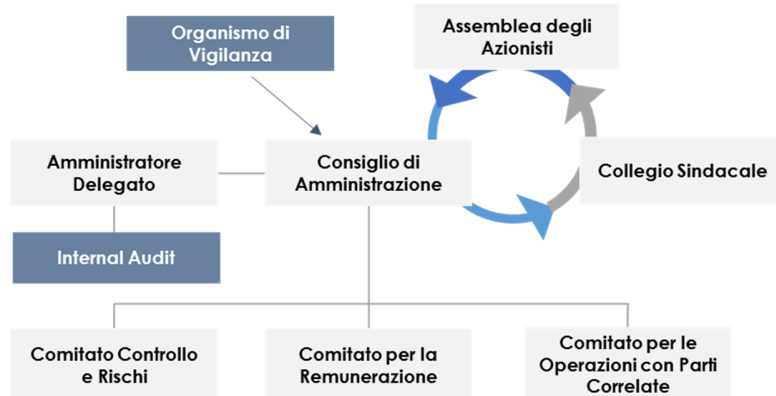 Organismo di
Vigilanza
Assemblea degli
Azionisti
Amministratore
Delegato
Consiglio di
Amministrazione
Collegio Sindacale
Internal Audit
Comitato Controllo
e Rischi
Comitato per la
Remunerazione
Comitato per le
Operazioni con Parti
Correlate